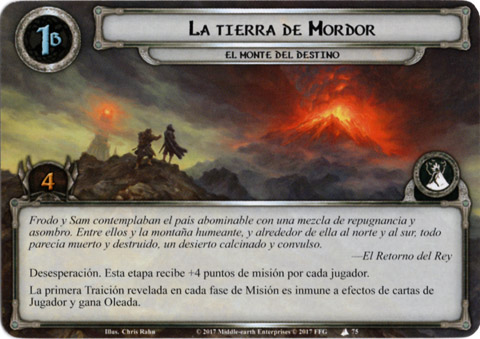 1B
LA TIERRA DE MORDOR
EL MONTE DEL DESTINO
4
Frodo y Sam contemplaban el país abominable con una mezcla de repugnancia y
asombro. Entre ellos y la montaña humeante, y alrededor de ella al norte y al sur, todo
parecía muerto y destruido, un desierto calcinado y convulso.
—El Retorno del Rey
Desesperación. Esta etapa recibe +4 puntos de misión por cada jugador.
La primera Traición revelada en cada fase de Misión es inmune a efectos de cartas de
Jugador y gana Oleada.
Illus. Chris Rahn
© 2017 Middle-earth Enterprises © 2017 FFG
75